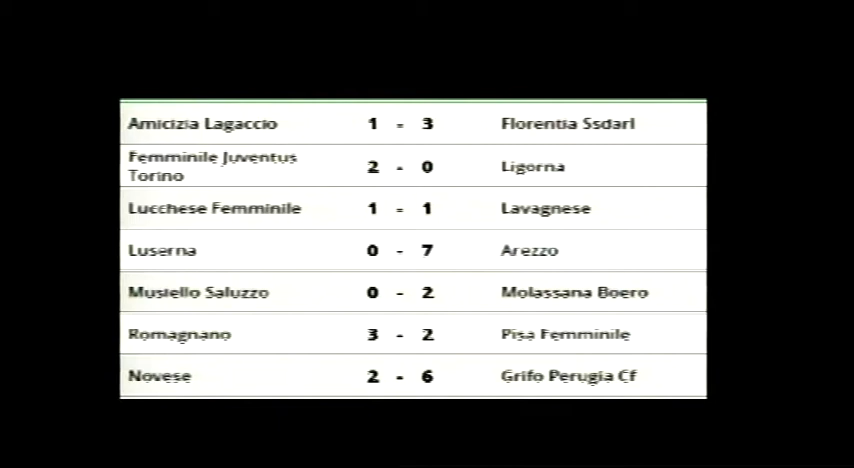 Amicizia Lagaccio 1 - 3 Florentia Ssdarl
Femminile Juventus
Torino 2 - 0 Ligorna
Lucchese Femminile 1 - 1 Lavagnese
Luserna 0 - 7 Arezzo
Musiello Saluzzo 0 - 2 Molassana Boero
Romagnano 3 - 2 Pisa Femminile
Novese 2 - 6 Grifo Perugia Cf